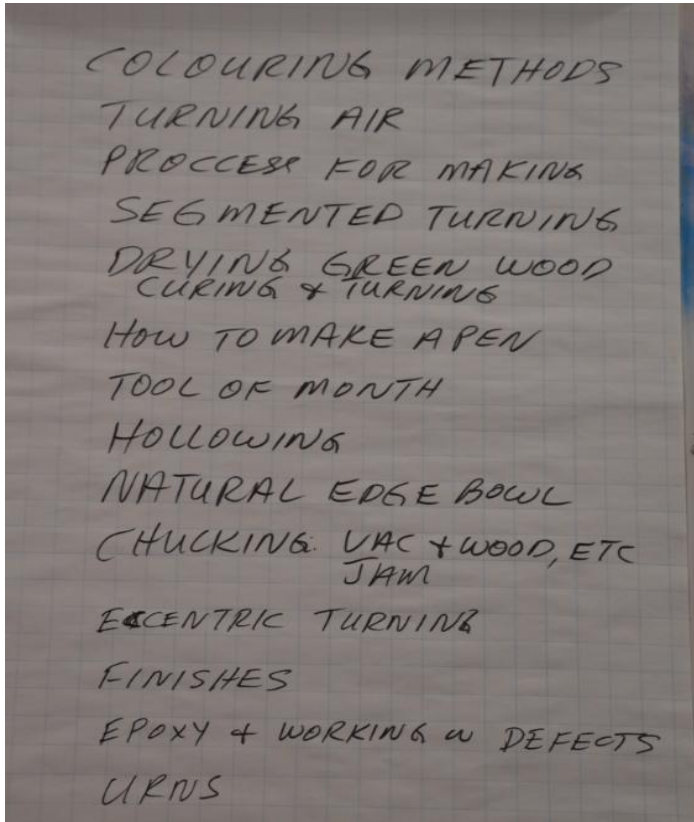 COLOURING METHODS
TURNING AIR
PROCCESS FOR MAKING
SEGMENTED TURNING
DRYING GREEN WOOD
CURING & TURNING
HOW TO MAKE A PEN
TOOL OF MONTH
HOLLOWING
NATURAL EDGE BOWL
CHUCKING: VAC + WOOD, ETC
JAM
ECCENTRIC TURNING
FINISHES
EPOXY + WORKING W DEFECTS
URNS